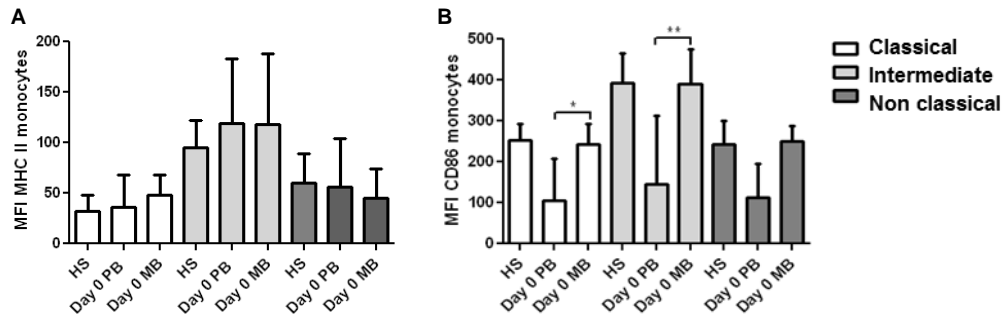 A
MFI MHC II monocytes
200
150
100
50
0
HS
Day 0 PB
Day 0 MB
HS
Day 0 PB
Day 0 MB
HS
Day 0 PB
Day 0 MB
B
MFI CD86 monocytes
500
400
300
200
100
0
*
**
HS
Day 0 PB
Day 0 MB
HS
Day 0 PB
Day 0 MB
HS
Day 0 PB
Day 0 MB
Classical
Intermediate
Non classical